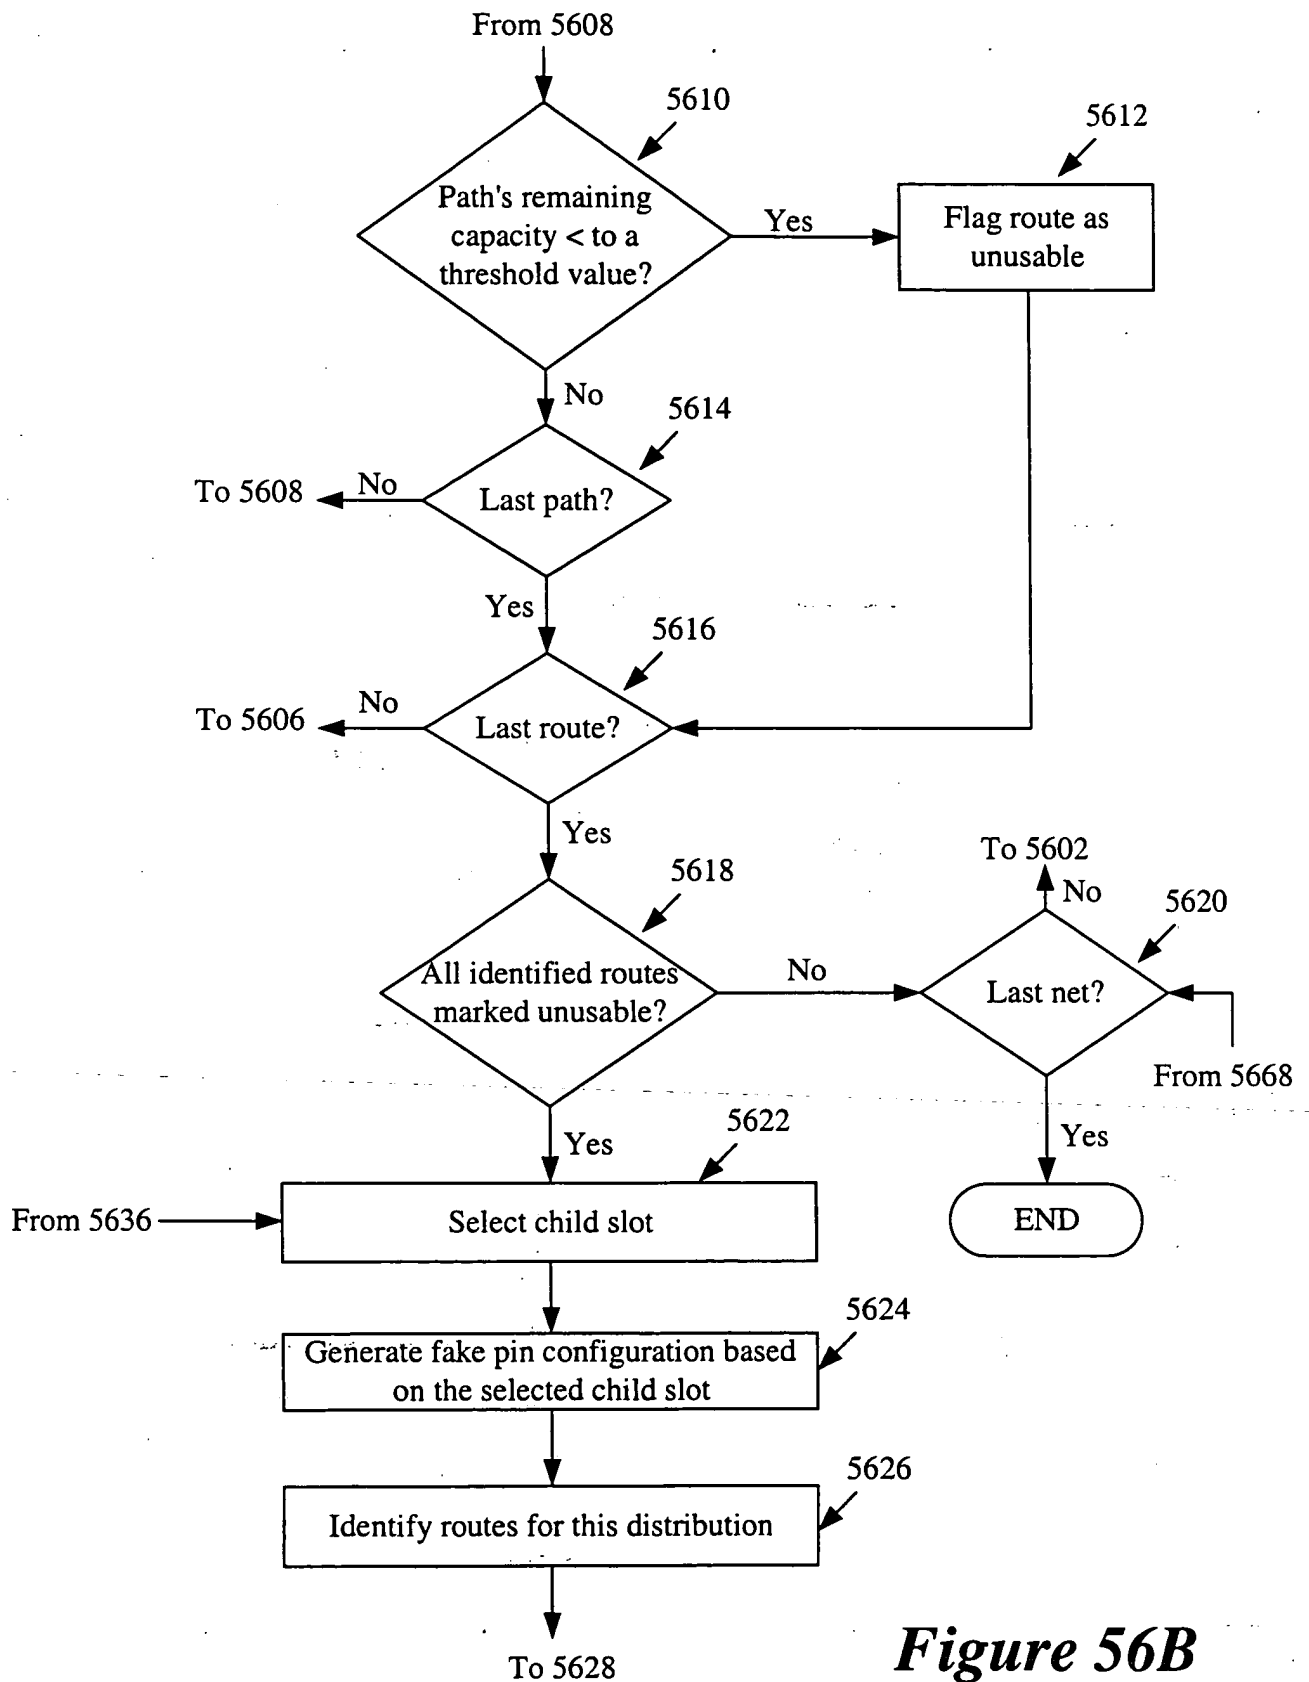 From 5608
5610
5612
Path's remaining
capacity < to a
threshold value?
Yes
Flag route as
unusable
No
5614
To 5608
No
Last path?
Yes
5616
To 5606
No
Last route?
Yes
5618
To 5602
No
5620
All identified routes
marked unusable?
No
Last net?
From 5668
Yes
5622
Yes
From 5636
Select child slot
END
5624
Generate fake pin configuration based
on the selected child slot
5626
Identify routes for this distribution
To 5628
Figure 56B